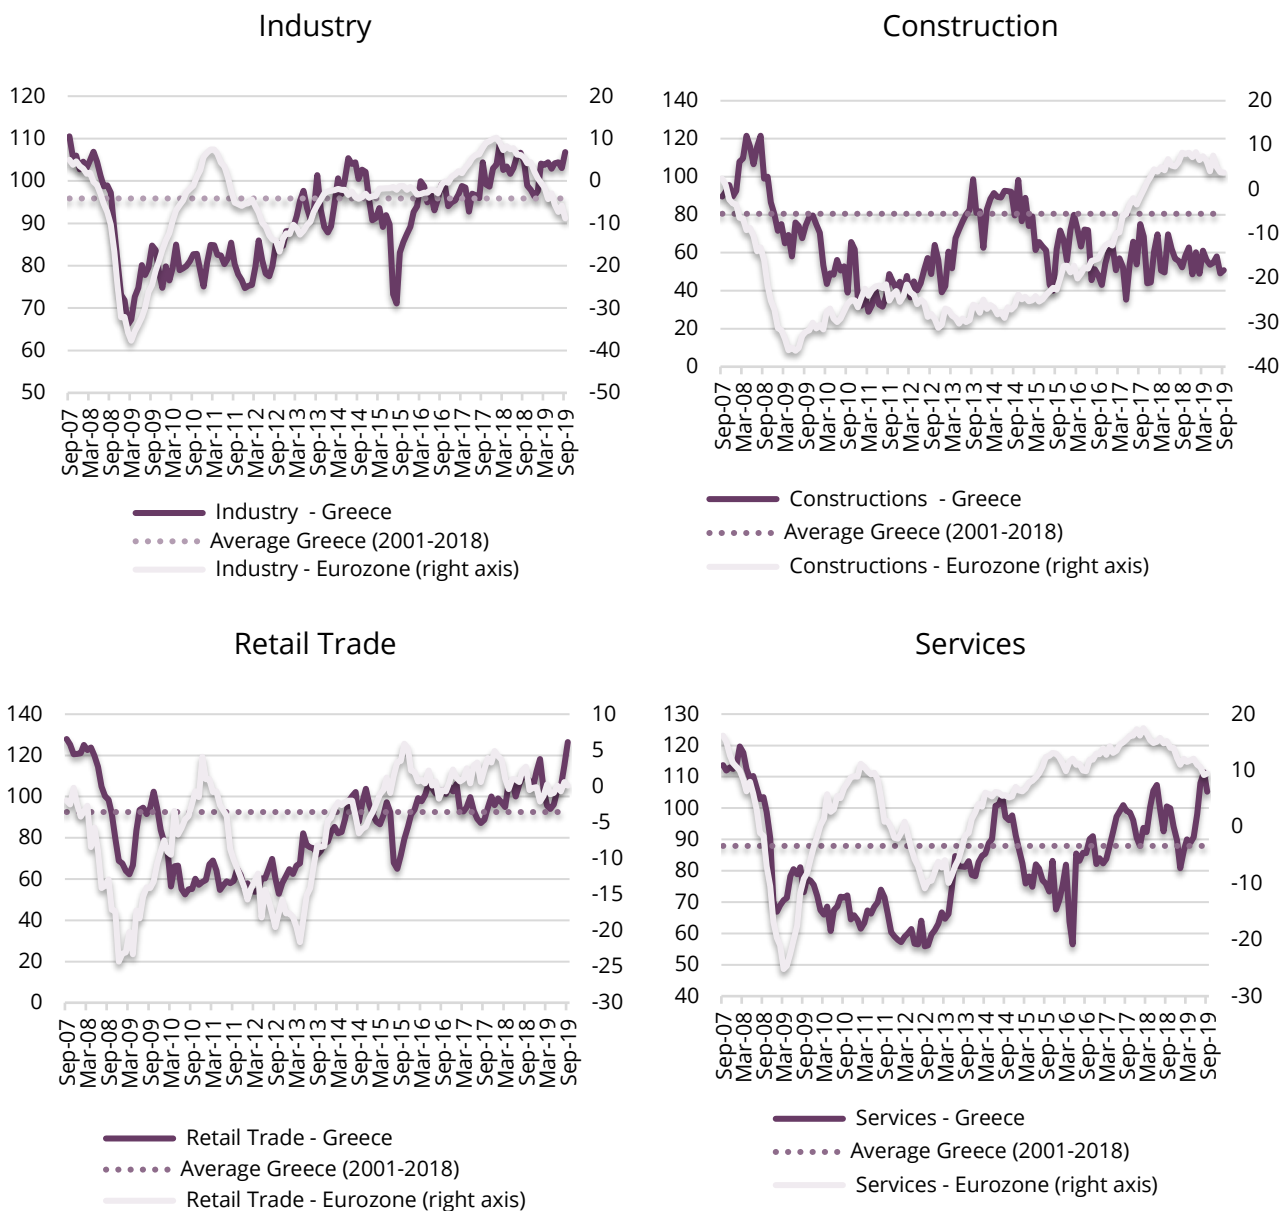 Industry
120
110
100
90
80
70
60
50
20
10
0
-10
-20
-30
-40
-50
Sep-07
Mar-08
Sep-08
Mar-09
Sep-09
Mar-10
Sep-10
Mar-11
Sep-11
Mar-12
Sep-12
Mar-13
Sep-13
Mar-14
Sep-14
Mar-15
Sep-15
Mar-16
Sep-16
Mar-17
Sep-17
Mar-18
Sep-18
Mar-19
Sep-19
Industry - Greece
Average Greece (2001-2018)
Industry - Eurozone (right axis)
Construction
140
120
100
80
60
40
20
0
20
10
0
-10
-20
-30
-40
Sep-07
Mar-08
Sep-08
Mar-09
Sep-09
Mar-10
Sep-10
Mar-11
Sep-11
Mar-12
Sep-12
Mar-13
Sep-13
Mar-14
Sep-14
Mar-15
Sep-15
Mar-16
Sep-16
Mar-17
Sep-17
Mar-18
Sep-18
Mar-19
Sep-19
Constructions - Greece
Average Greece (2001-2018)
Constructions - Eurozone (right axis)
Retail Trade
140
120
100
80
60
40
20
0
10
5
0
-5
-10
-15
-20
-25
-30
Sep-07
Mar-08
Sep-08
Mar-09
Sep-09
Mar-10
Sep-10
Mar-11
Sep-11
Mar-12
Sep-12
Mar-13
Sep-13
Mar-14
Sep-14
Mar-15
Sep-15
Mar-16
Sep-16
Mar-17
Sep-17
Mar-18
Sep-18
Mar-19
Sep-19
Retail Trade - Greece
Average Greece (2001-2018)
Retail Trade - Eurozone (right axis)
Services
130
120
110
100
90
80
70
60
50
40
20
10
0
-10
-20
-30
Sep-07
Mar-08
Sep-08
Mar-09
Sep-09
Mar-10
Sep-10
Mar-11
Sep-11
Mar-12
Sep-12
Mar-13
Sep-13
Mar-14
Sep-14
Mar-15
Sep-15
Mar-16
Sep-16
Mar-17
Sep-17
Mar-18
Sep-18
Mar-19
Sep-19
Services - Greece
Average Greece (2001-2018)
Services - Eurozone (right axis)